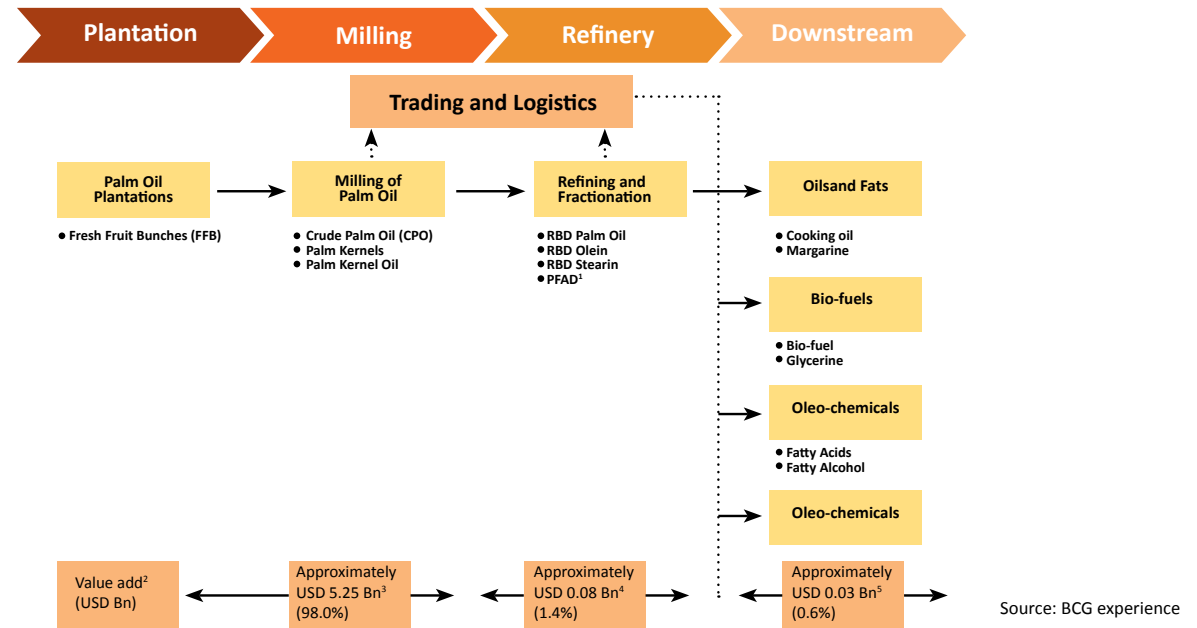 Plantation
Milling
Refinery
Downstream
Trading and Logistics
Palm Oil
Plantations
Milling of
Palm Oil
Refining and
Fractionation
Oilsand Fats
• Fresh Fruit Bunches (FFB)
• Crude Palm Oil (CPO)
• Palm Kernels
• Palm Kernel Oil
• RBD Palm Oil
• RBD Olein
• RBD Stearin
• PFAD¹
• Cooking oil
• Margarine
Bio-fuels
• Bio-fuel
• Glycerine
Oleo-chemicals
• Fatty Acids
• Fatty Alcohol
Oleo-chemicals
Value add²
(USD Bn)
Approximately
USD 5.25 Bn³
(98.0%)
Approximately
USD 0.08 Bn⁴
(1.4%)
Approximately
USD 0.03 Bn⁵
(0.6%)
Source: BCG experience